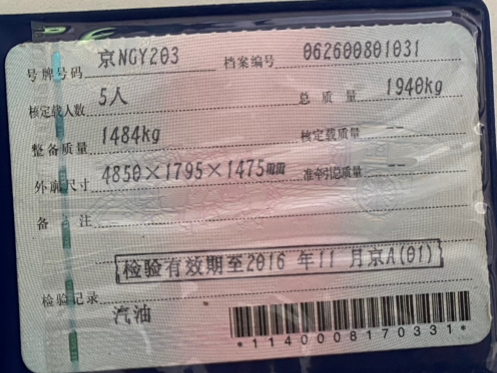 号牌号码 京NGY203 档案编号 062600801031
核定载人数 5人 总质量 1940kg
整备质量 1484kg 核定载质量 --
外廓尺寸 4850×1795×1475mm 准牵引总质量 --
备注
检验有效期至2016 年11 月京A(01)
检验记录
汽油
*1140008170331*